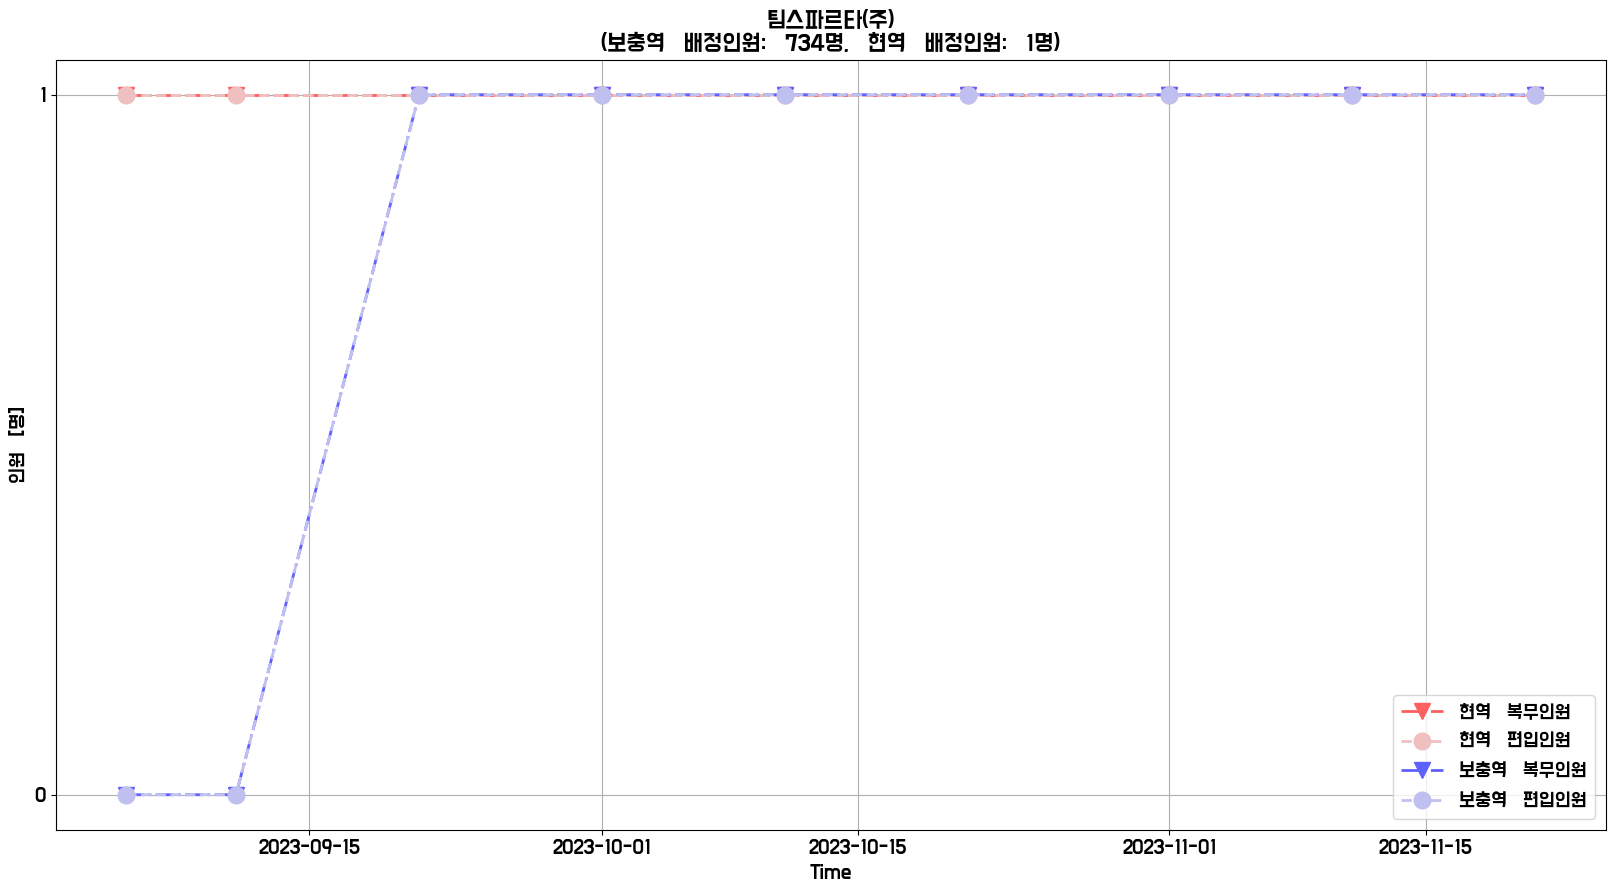 팀스파르타(주)
(보충역 배정인원: 734명, 현역 배정인원: 1명)
1
0
인원 [명]
2023-09-15
2023-10-01
2023-10-15
2023-11-01
2023-11-15
Time
현역 복무인원
현역 편입인원
보충역 복무인원
보충역 편입인원